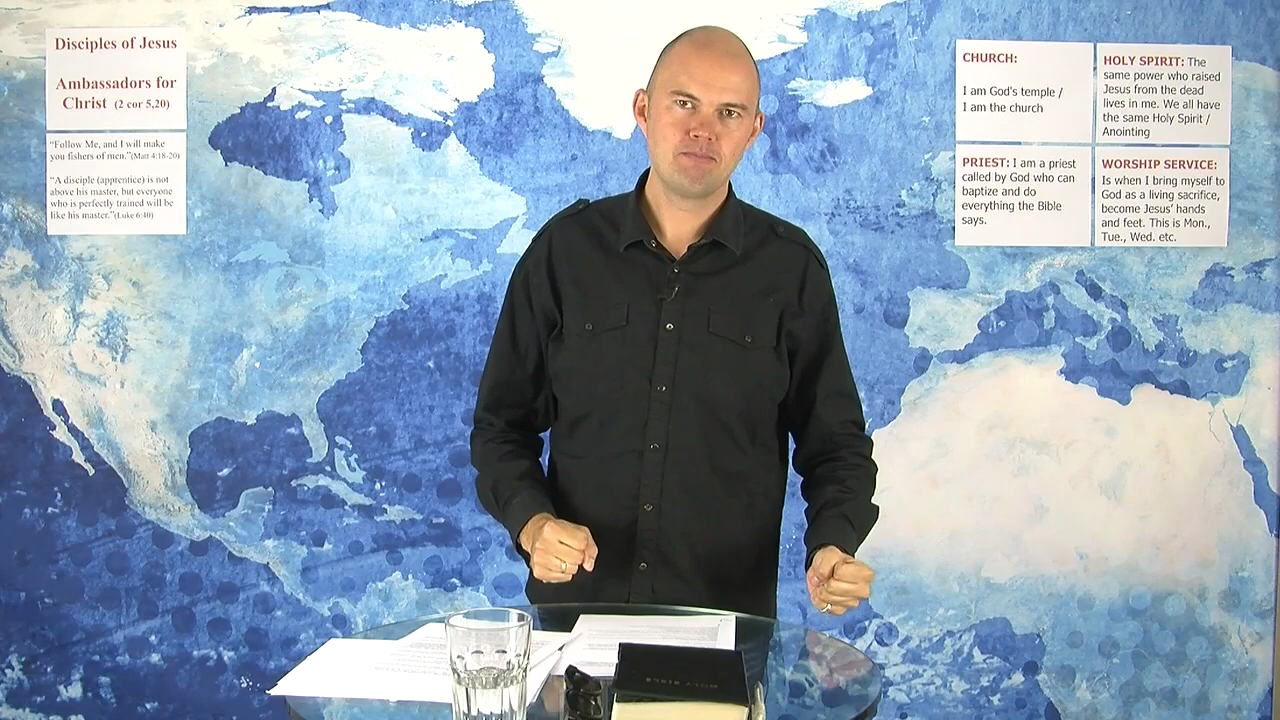 Disciples of Jesus
Ambassadors for
Christ (2 cor 5,20)
“Follow Me, and I will make
you fishers of men.”(Matt 4:18-20)
“A disciple (apprentice) is not
above his master, but everyone
who is perfectly trained will be
like his master.”(Luke 6:40)
CHURCH:
I am God's temple /
I am the church
HOLY SPIRIT: The
same power who raised
Jesus from the dead
lives in me. We all have
the same Holy Spirit /
Anointing
PRIEST: I am a priest
called by God who can
baptize and do
everything the Bible
says.
WORSHIP SERVICE:
Is when I bring myself to
God as a living sacrifice,
become Jesus' hands
and feet. This is Mon.,
Tue., Wed. etc.
HOLY BIBLE